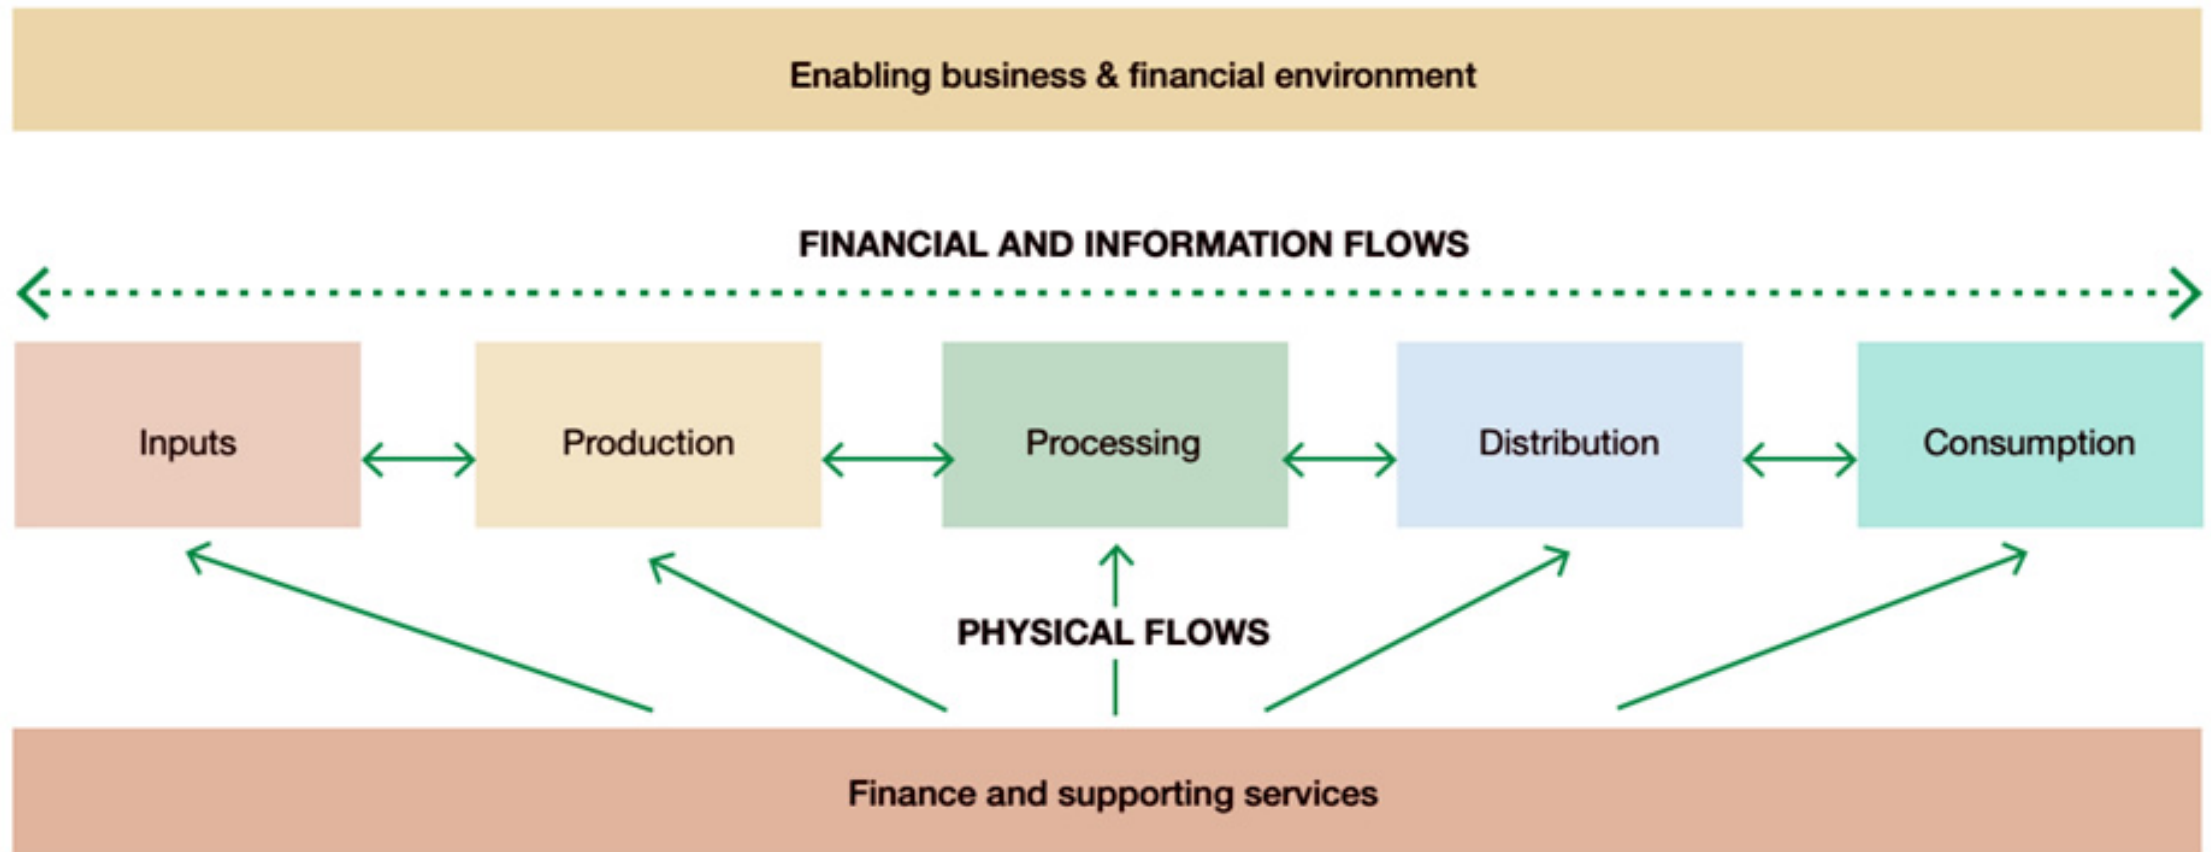 Enabling business & financial environment
FINANCIAL AND INFORMATION FLOWS
Inputs
Production
Processing
Distribution
Consumption
PHYSICAL FLOWS
Finance and supporting services